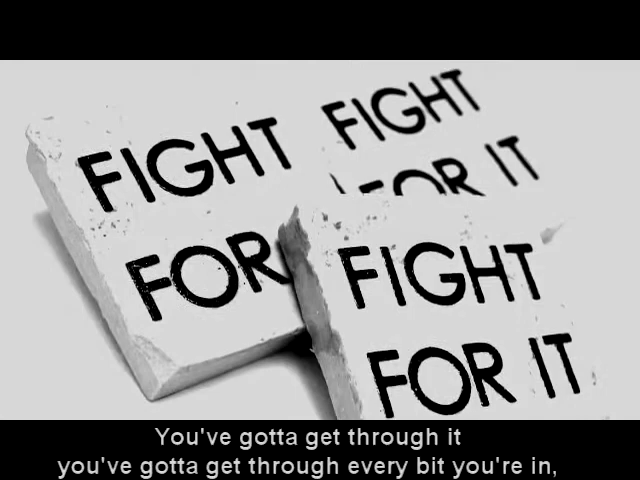 FIGHT
FOR
FIGHT
FOR IT
FIGHT
FOR IT
You've gotta get through it
you've gotta get through every bit you're in,